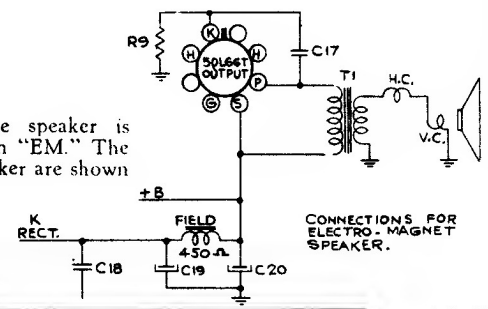 K
R9
H
H
50L6GT
OUTPUT
C17
P
G
S
T1
H.C.
V.C.
e speaker is
n “EM.” The
ker are shown
+B
K
RECT.
FIELD
450 Ω
C18
C19
C20
CONNECTIONS FOR
ELECTRO-MAGNET
SPEAKER.